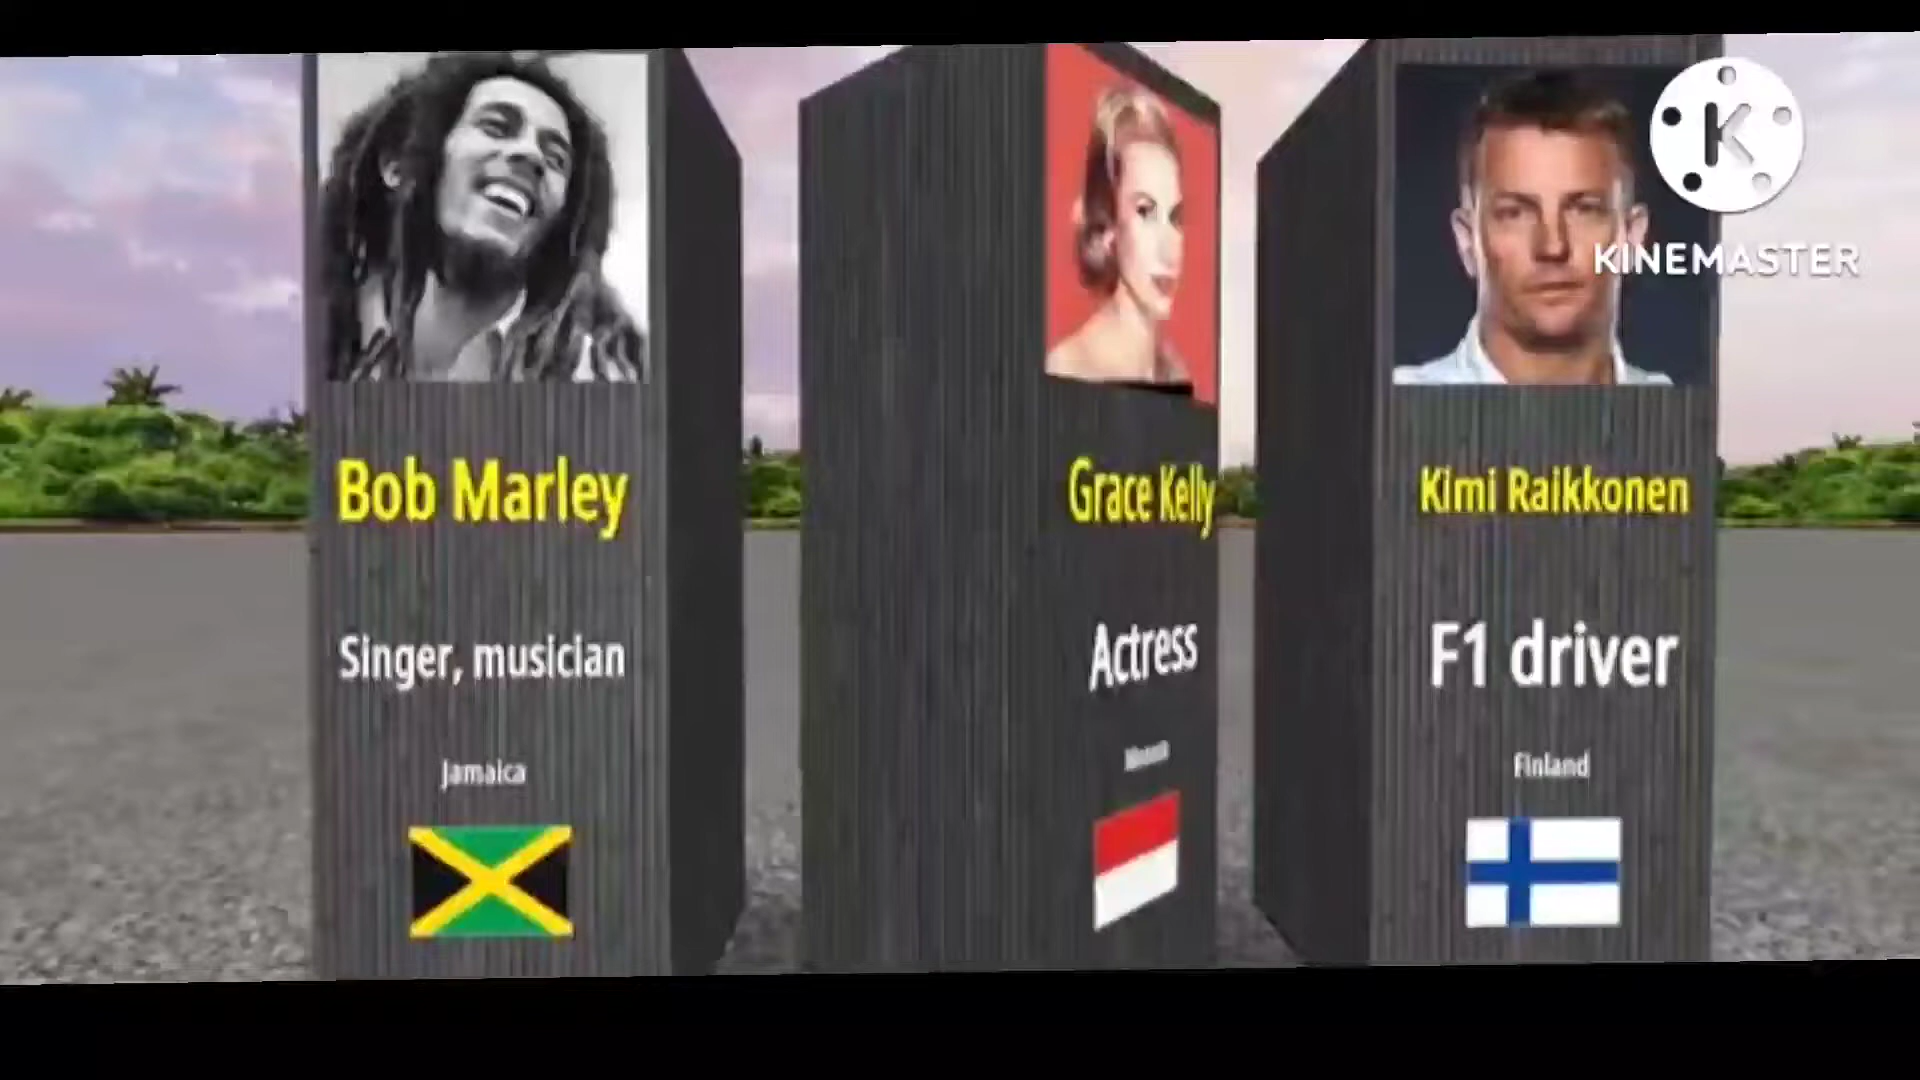 Bob Marley
Singer, musician
Jamaica
Grace Kelly
Actress
Kimi Raikkonen
F1 driver
Finland
K
KINEMASTER